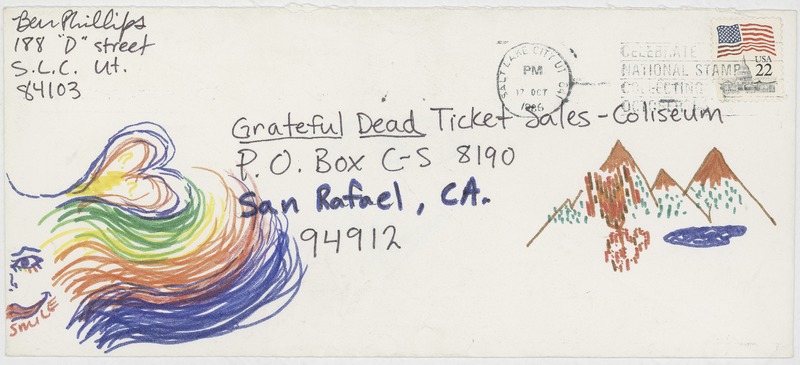 Ben Phillips
188 "D" street
S.L.C. Ut.
84103
SALT LAKE CITY, UT
PM
17 OCT
1986
CELEBRATE
NATIONAL STAMP
COLLECTING
OCTOBER
USA
22
Grateful Dead Ticket Sales - Coliseum
P. O. Box C-S 8190
San Rafael, CA.
94912
SMILE